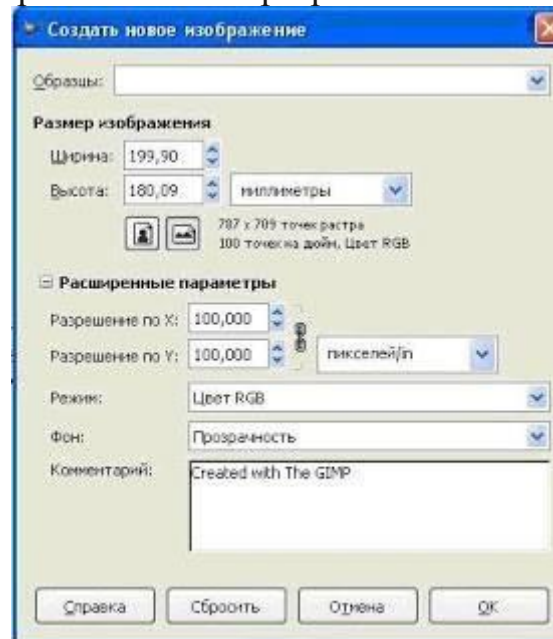 Создать новое изображение
Образцы:
Размер изображения
Ширина: 199,90
Высота: 180,09 миллиметры
787 x 709 точек растра
100 точек на дюйм, Цвет RGB
Расширенные параметры
Разрешение по X: 100,000
Разрешение по Y: 100,000 пикселей/in
Режим: Цвет RGB
Фон: Прозрачность
Комментарий: Created with The GIMP
Справка Сбросить Отмена OK